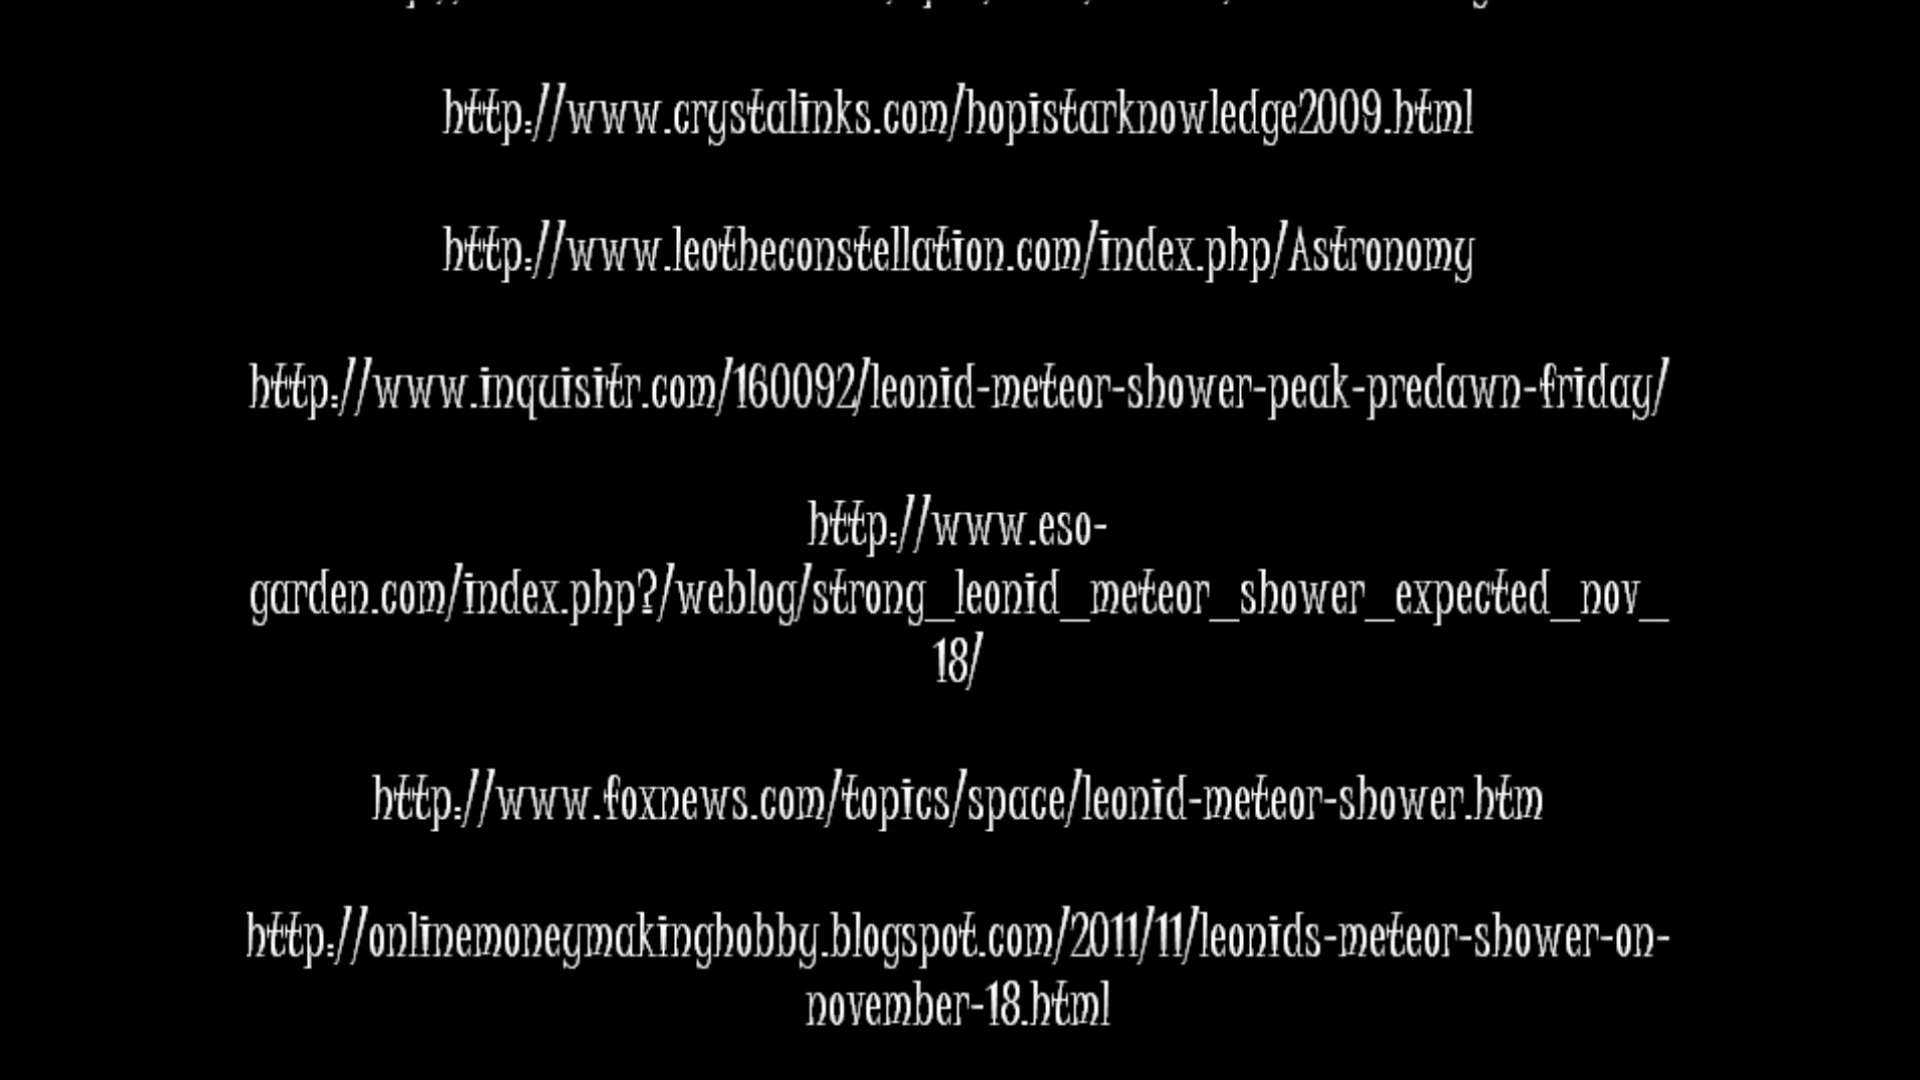 http://www.crystalinks.com/hopistarknowledge2009.html
http://www.leotheconstellation.com/index.php/Astronomy
http://www.inquisitr.com/160092/leonid-meteor-shower-peak-predawn-friday/
http://www.eso-
garden.com/index.php?/weblog/strong_leonid_meteor_shower_expected_nov_
18/
http://www.foxnews.com/topics/space/leonid-meteor-shower.htm
http://onlinemoneymakinghobby.blogspot.com/2011/11/leonids-meteor-shower-on-
november-18.html